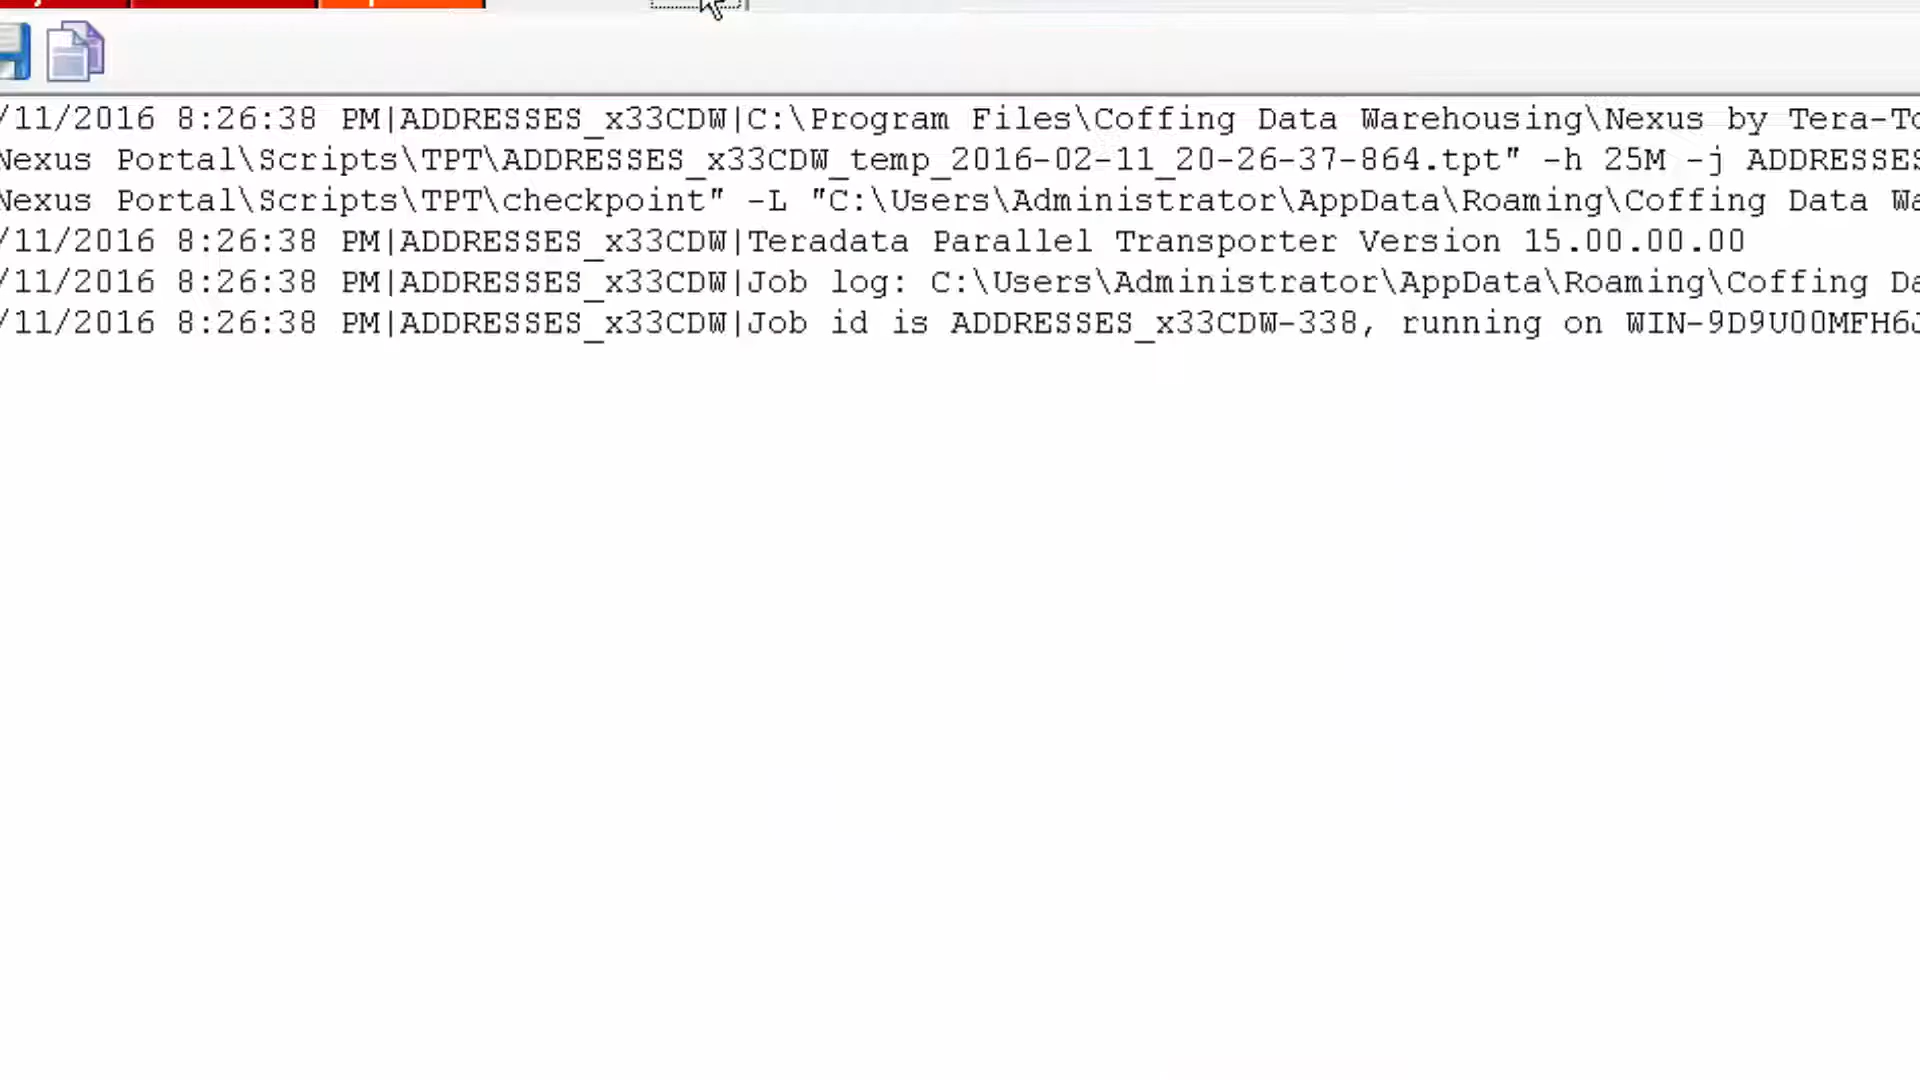 /11/2016 8:26:38 PM|ADDRESSES_x33CDW|C:\Program Files\Coffing Data Warehousing\Nexus by Tera-To
Nexus Portal\Scripts\TPT\ADDRESSES_x33CDW_temp_2016-02-11_20-26-37-864.tpt" -h 25M -j ADDRESSES
Nexus Portal\Scripts\TPT\checkpoint" -L "C:\Users\Administrator\AppData\Roaming\Coffing Data Wa
/11/2016 8:26:38 PM|ADDRESSES_x33CDW|Teradata Parallel Transporter Version 15.00.00.00
/11/2016 8:26:38 PM|ADDRESSES_x33CDW|Job log: C:\Users\Administrator\AppData\Roaming\Coffing Da
/11/2016 8:26:38 PM|ADDRESSES_x33CDW|Job id is ADDRESSES_x33CDW-338, running on WIN-9D9U00MFH6J